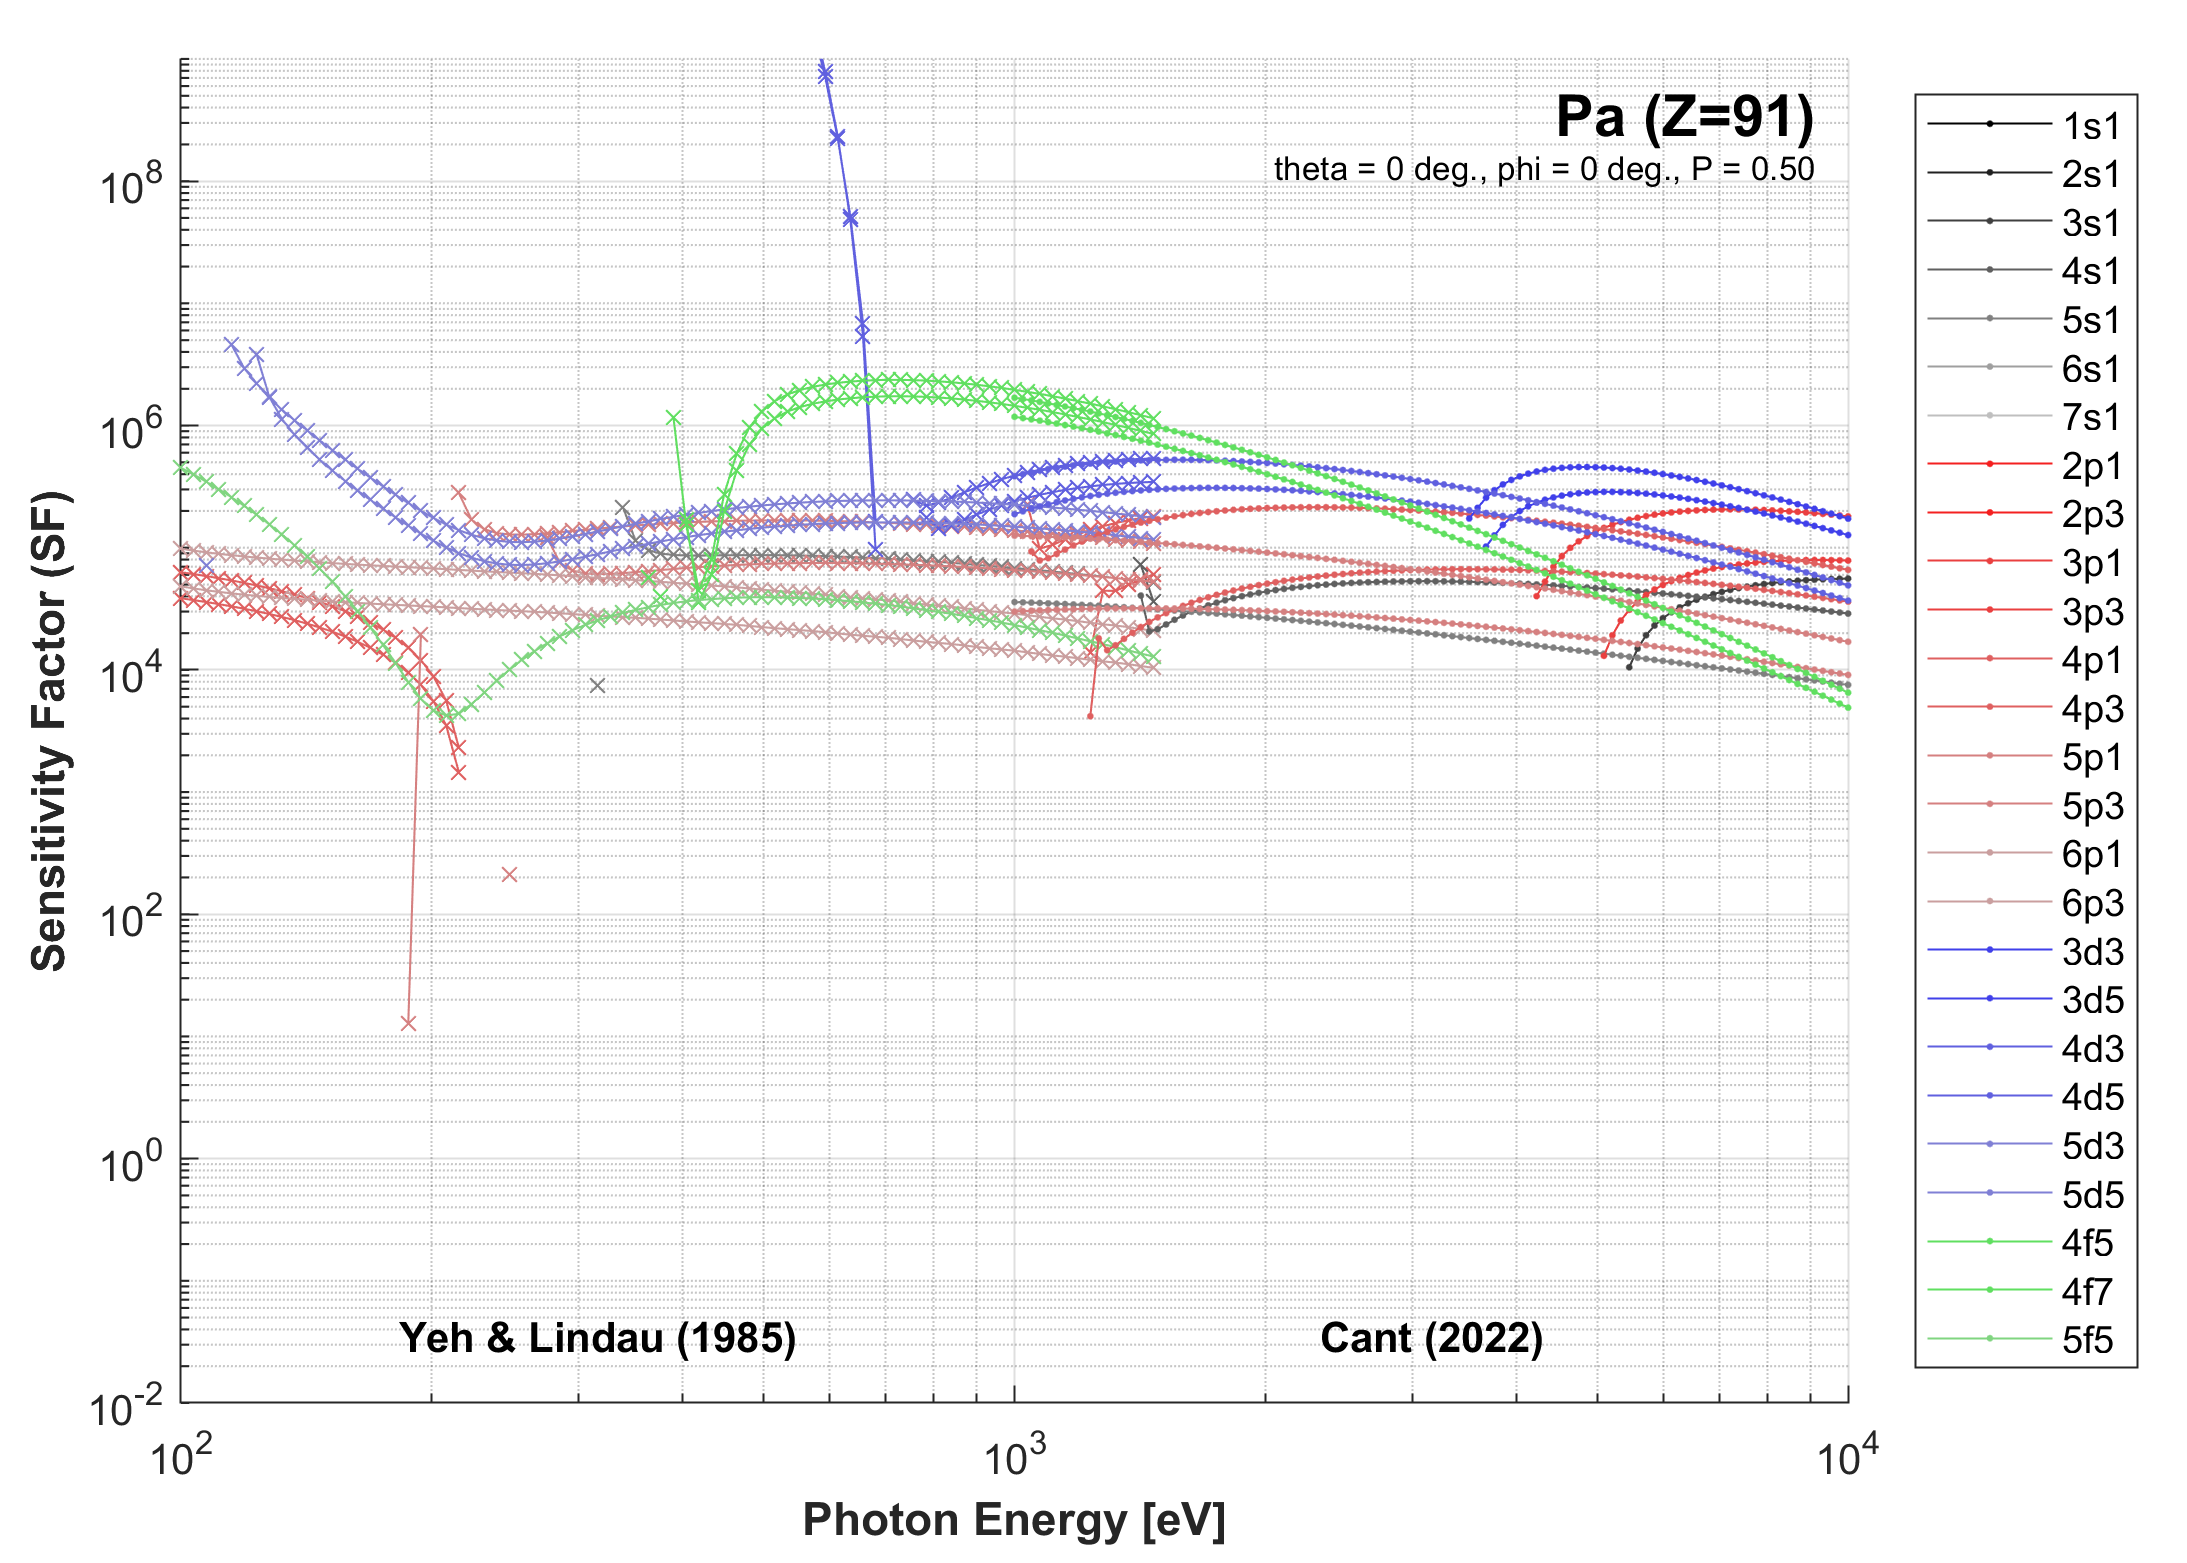 Pa (Z=91)
theta = 0 deg., phi = 0 deg., P = 0.50
Sensitivity Factor (SF)
10^8
10^6
10^4
10^2
10^0
10^-2
10^2
10^3
10^4
Photon Energy [eV]
Yeh & Lindau (1985)
Cant (2022)
1s1
2s1
3s1
4s1
5s1
6s1
7s1
2p1
2p3
3p1
3p3
4p1
4p3
5p1
5p3
6p1
6p3
3d3
3d5
4d3
4d5
5d3
5d5
4f5
4f7
5f5